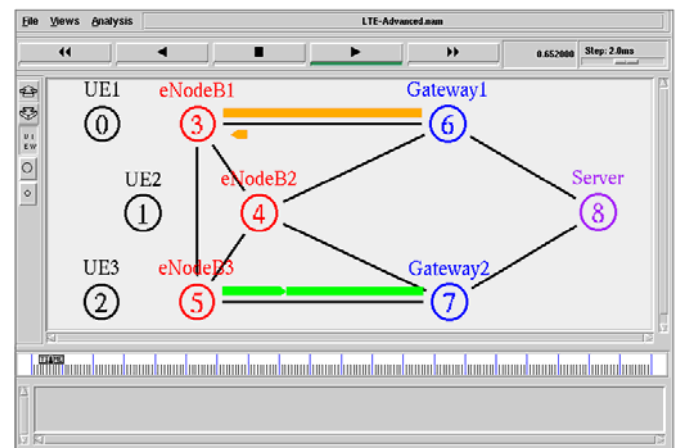 File Views Analysis LTE-Advanced.nam
0.652000 Step: 2.0ms
UE1 eNodeB1 Gateway1
0 3 6
UE2 eNodeB2 Server
1 4 8
UE3 eNodeB3 Gateway2
2 5 7
V I
E W